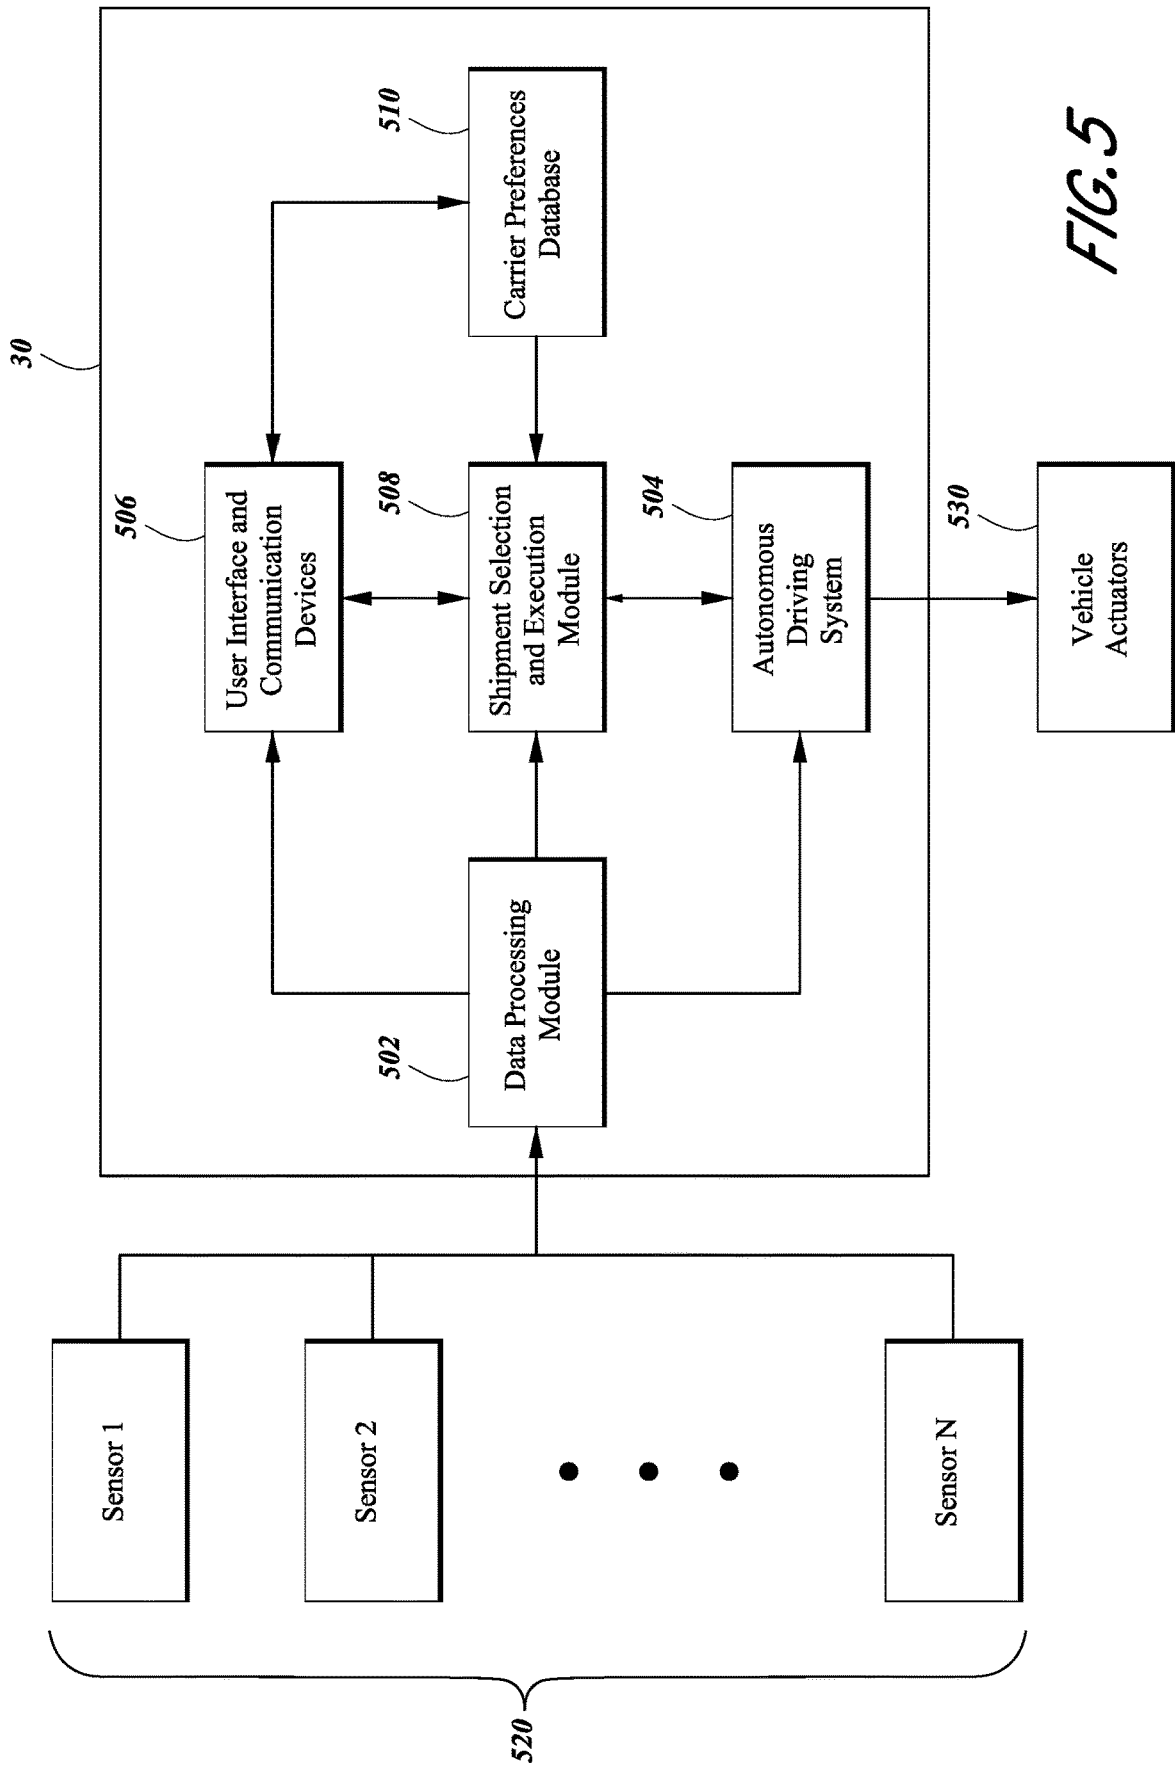 520
Sensor 1
Sensor 2
Sensor N
30
502
Data Processing
Module
506
User Interface and
Communication
Devices
508
Shipment Selection
and Execution
Module
504
Autonomous
Driving
System
510
Carrier Preferences
Database
530
Vehicle
Actuators
FIG. 5